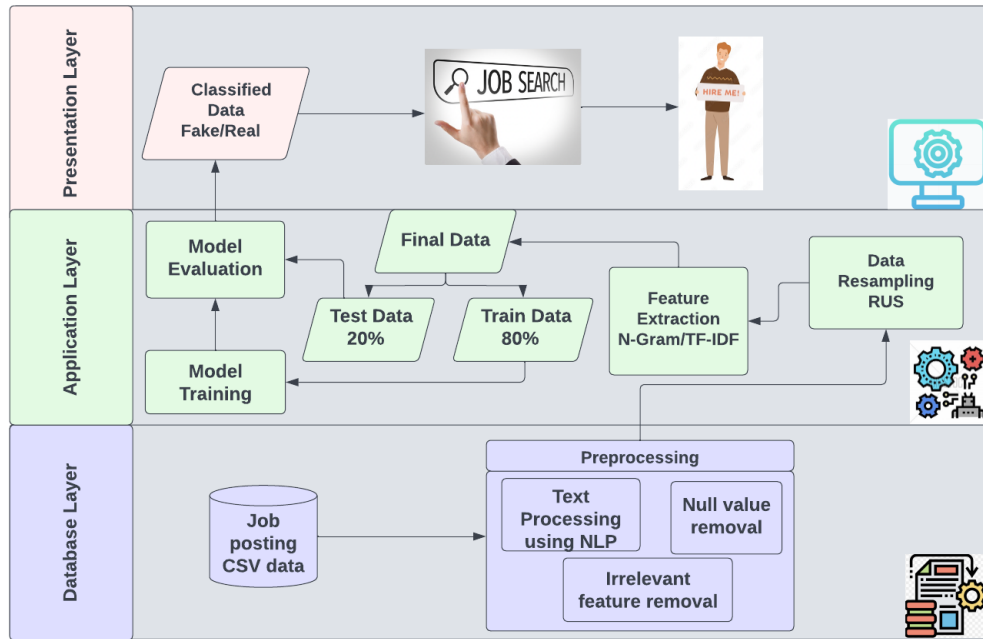 Presentation Layer
Classified
Data
Fake/Real
JOB SEARCH
HIRE ME!
Application Layer
Model
Evaluation
Final Data
Test Data
20%
Train Data
80%
Model
Training
Feature
Extraction
N-Gram/TF-IDF
Data
Resampling
RUS
Database Layer
Job
posting
CSV data
Preprocessing
Text
Processing
using NLP
Null value
removal
Irrelevant
feature removal